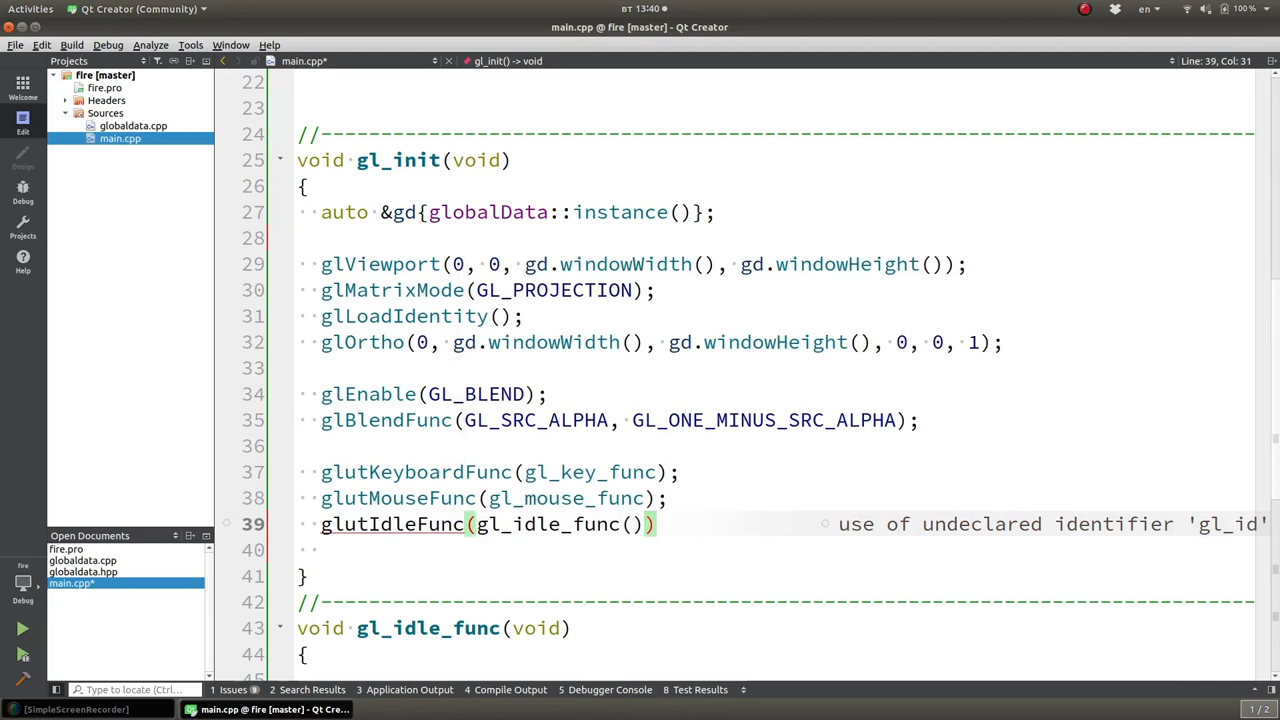 Activities Qt Creator (Community) вт 13:40 en 100 %
main.cpp @ fire [master] - Qt Creator
File Edit Build Debug Analyze Tools Window Help
Projects main.cpp* gl_init() -> void Line: 39, Col: 31
Welcome
Edit
Design
Debug
Projects
Help
fire
Debug
fire [master]
fire.pro
Headers
Sources
globaldata.cpp
main.cpp
Open Documents
fire.pro
globaldata.cpp
globaldata.hpp
main.cpp*
22
23
24 //------------------------------------------------------------------------------
25 void gl_init(void)
26 {
27 auto &gd{globalData::instance()};
28
29 glViewport(0, 0, gd.windowWidth(), gd.windowHeight());
30 glMatrixMode(GL_PROJECTION);
31 glLoadIdentity();
32 glOrtho(0, gd.windowWidth(), gd.windowHeight(), 0, 0, 1);
33
34 glEnable(GL_BLEND);
35 glBlendFunc(GL_SRC_ALPHA, GL_ONE_MINUS_SRC_ALPHA);
36
37 glutKeyboardFunc(gl_key_func);
38 glutMouseFunc(gl_mouse_func);
39 glutIdleFunc(gl_idle_func()) use of undeclared identifier 'gl_id'
40
41 }
42 //------------------------------------------------------------------------------
43 void gl_idle_func(void)
44 {
Type to locate (Ctrl... 1 Issues 9 2 Search Results 3 Application Output 4 Compile Output 5 Debugger Console 8 Test Results
[SimpleScreenRecorder] main.cpp @ fire [master] - Qt Cre... 1 / 2